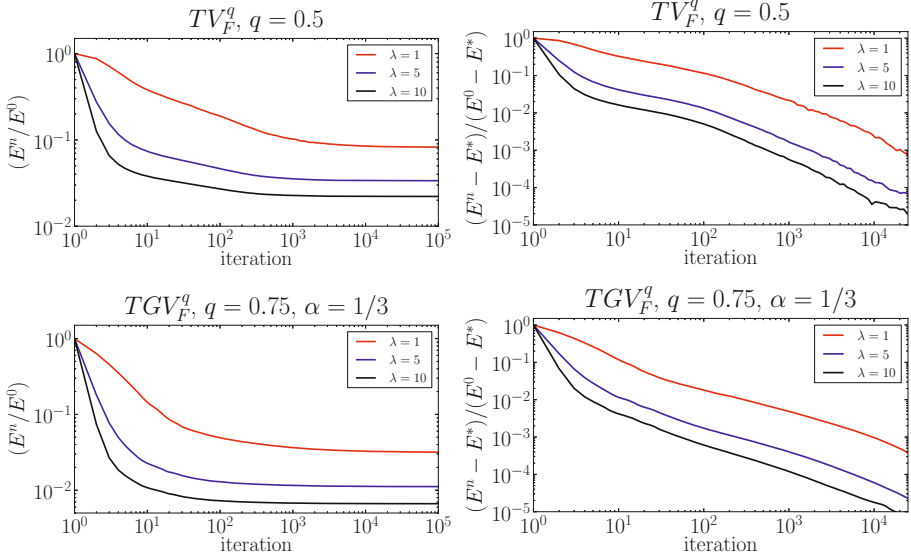 TV_F^q, q = 0.5
(E^n/E^0)
10^0
10^{-1}
10^{-2}
λ = 1
λ = 5
λ = 10
10^0 10^1 10^2 10^3 10^4 10^5
iteration
TV_F^q, q = 0.5
(E^n − E^*)/(E^0 − E^*)
10^0
10^{-1}
10^{-2}
10^{-3}
10^{-4}
10^{-5}
λ = 1
λ = 5
λ = 10
10^0 10^1 10^2 10^3 10^4
iteration
TGV_F^q, q = 0.75, α = 1/3
(E^n/E^0)
10^0
10^{-1}
10^{-2}
λ = 1
λ = 5
λ = 10
10^0 10^1 10^2 10^3 10^4 10^5
iteration
TGV_F^q, q = 0.75, α = 1/3
(E^n − E^*)/(E^0 − E^*)
10^0
10^{-1}
10^{-2}
10^{-3}
10^{-4}
10^{-5}
λ = 1
λ = 5
λ = 10
10^0 10^1 10^2 10^3 10^4
iteration